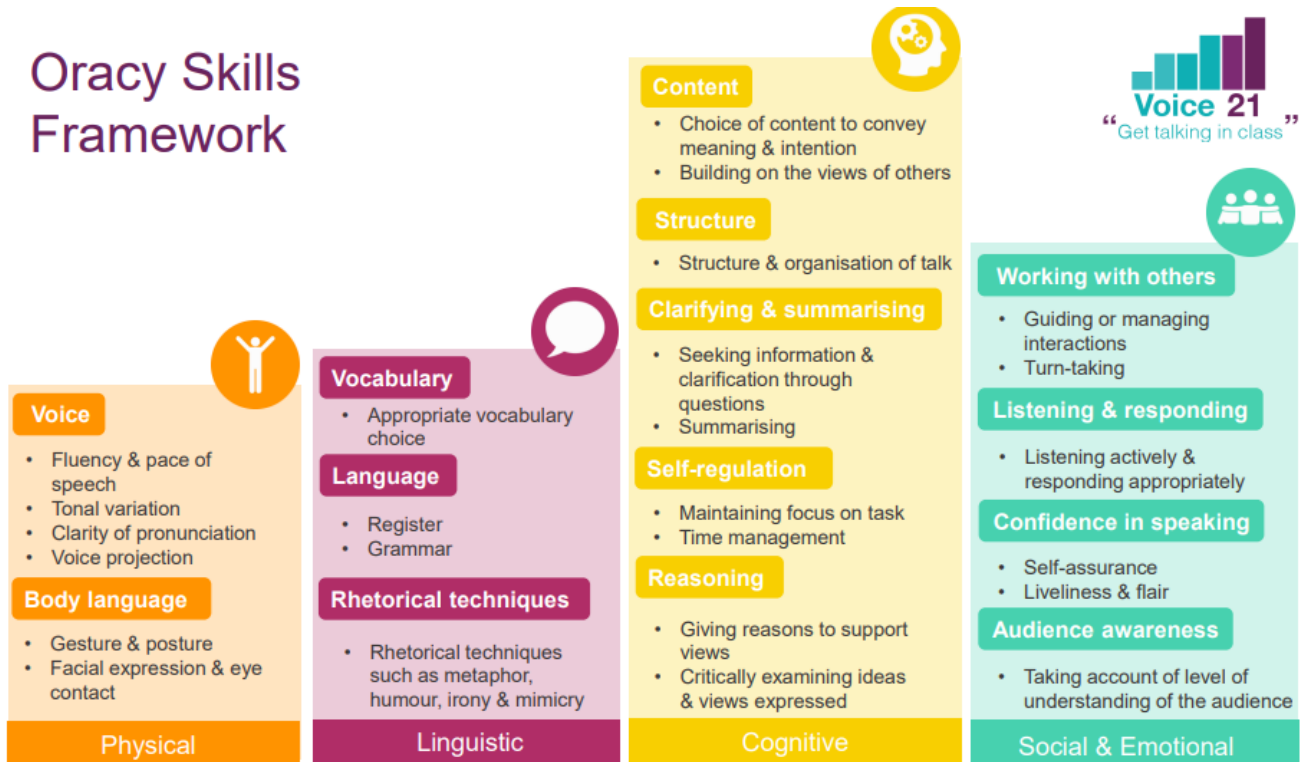 Oracy Skills
Framework
Voice 21
“Get talking in class”
Voice
• Fluency & pace of
speech
• Tonal variation
• Clarity of pronunciation
• Voice projection
Body language
• Gesture & posture
• Facial expression & eye
contact
Physical
Vocabulary
• Appropriate vocabulary
choice
Language
• Register
• Grammar
Rhetorical techniques
• Rhetorical techniques
such as metaphor,
humour, irony & mimicry
Linguistic
Content
• Choice of content to convey
meaning & intention
• Building on the views of others
Structure
• Structure & organisation of talk
Clarifying & summarising
• Seeking information &
clarification through
questions
• Summarising
Self-regulation
• Maintaining focus on task
• Time management
Reasoning
• Giving reasons to support
views
• Critically examining ideas
& views expressed
Cognitive
Working with others
• Guiding or managing
interactions
• Turn-taking
Listening & responding
• Listening actively &
responding appropriately
Confidence in speaking
• Self-assurance
• Liveliness & flair
Audience awareness
• Taking account of level of
understanding of the audience
Social & Emotional